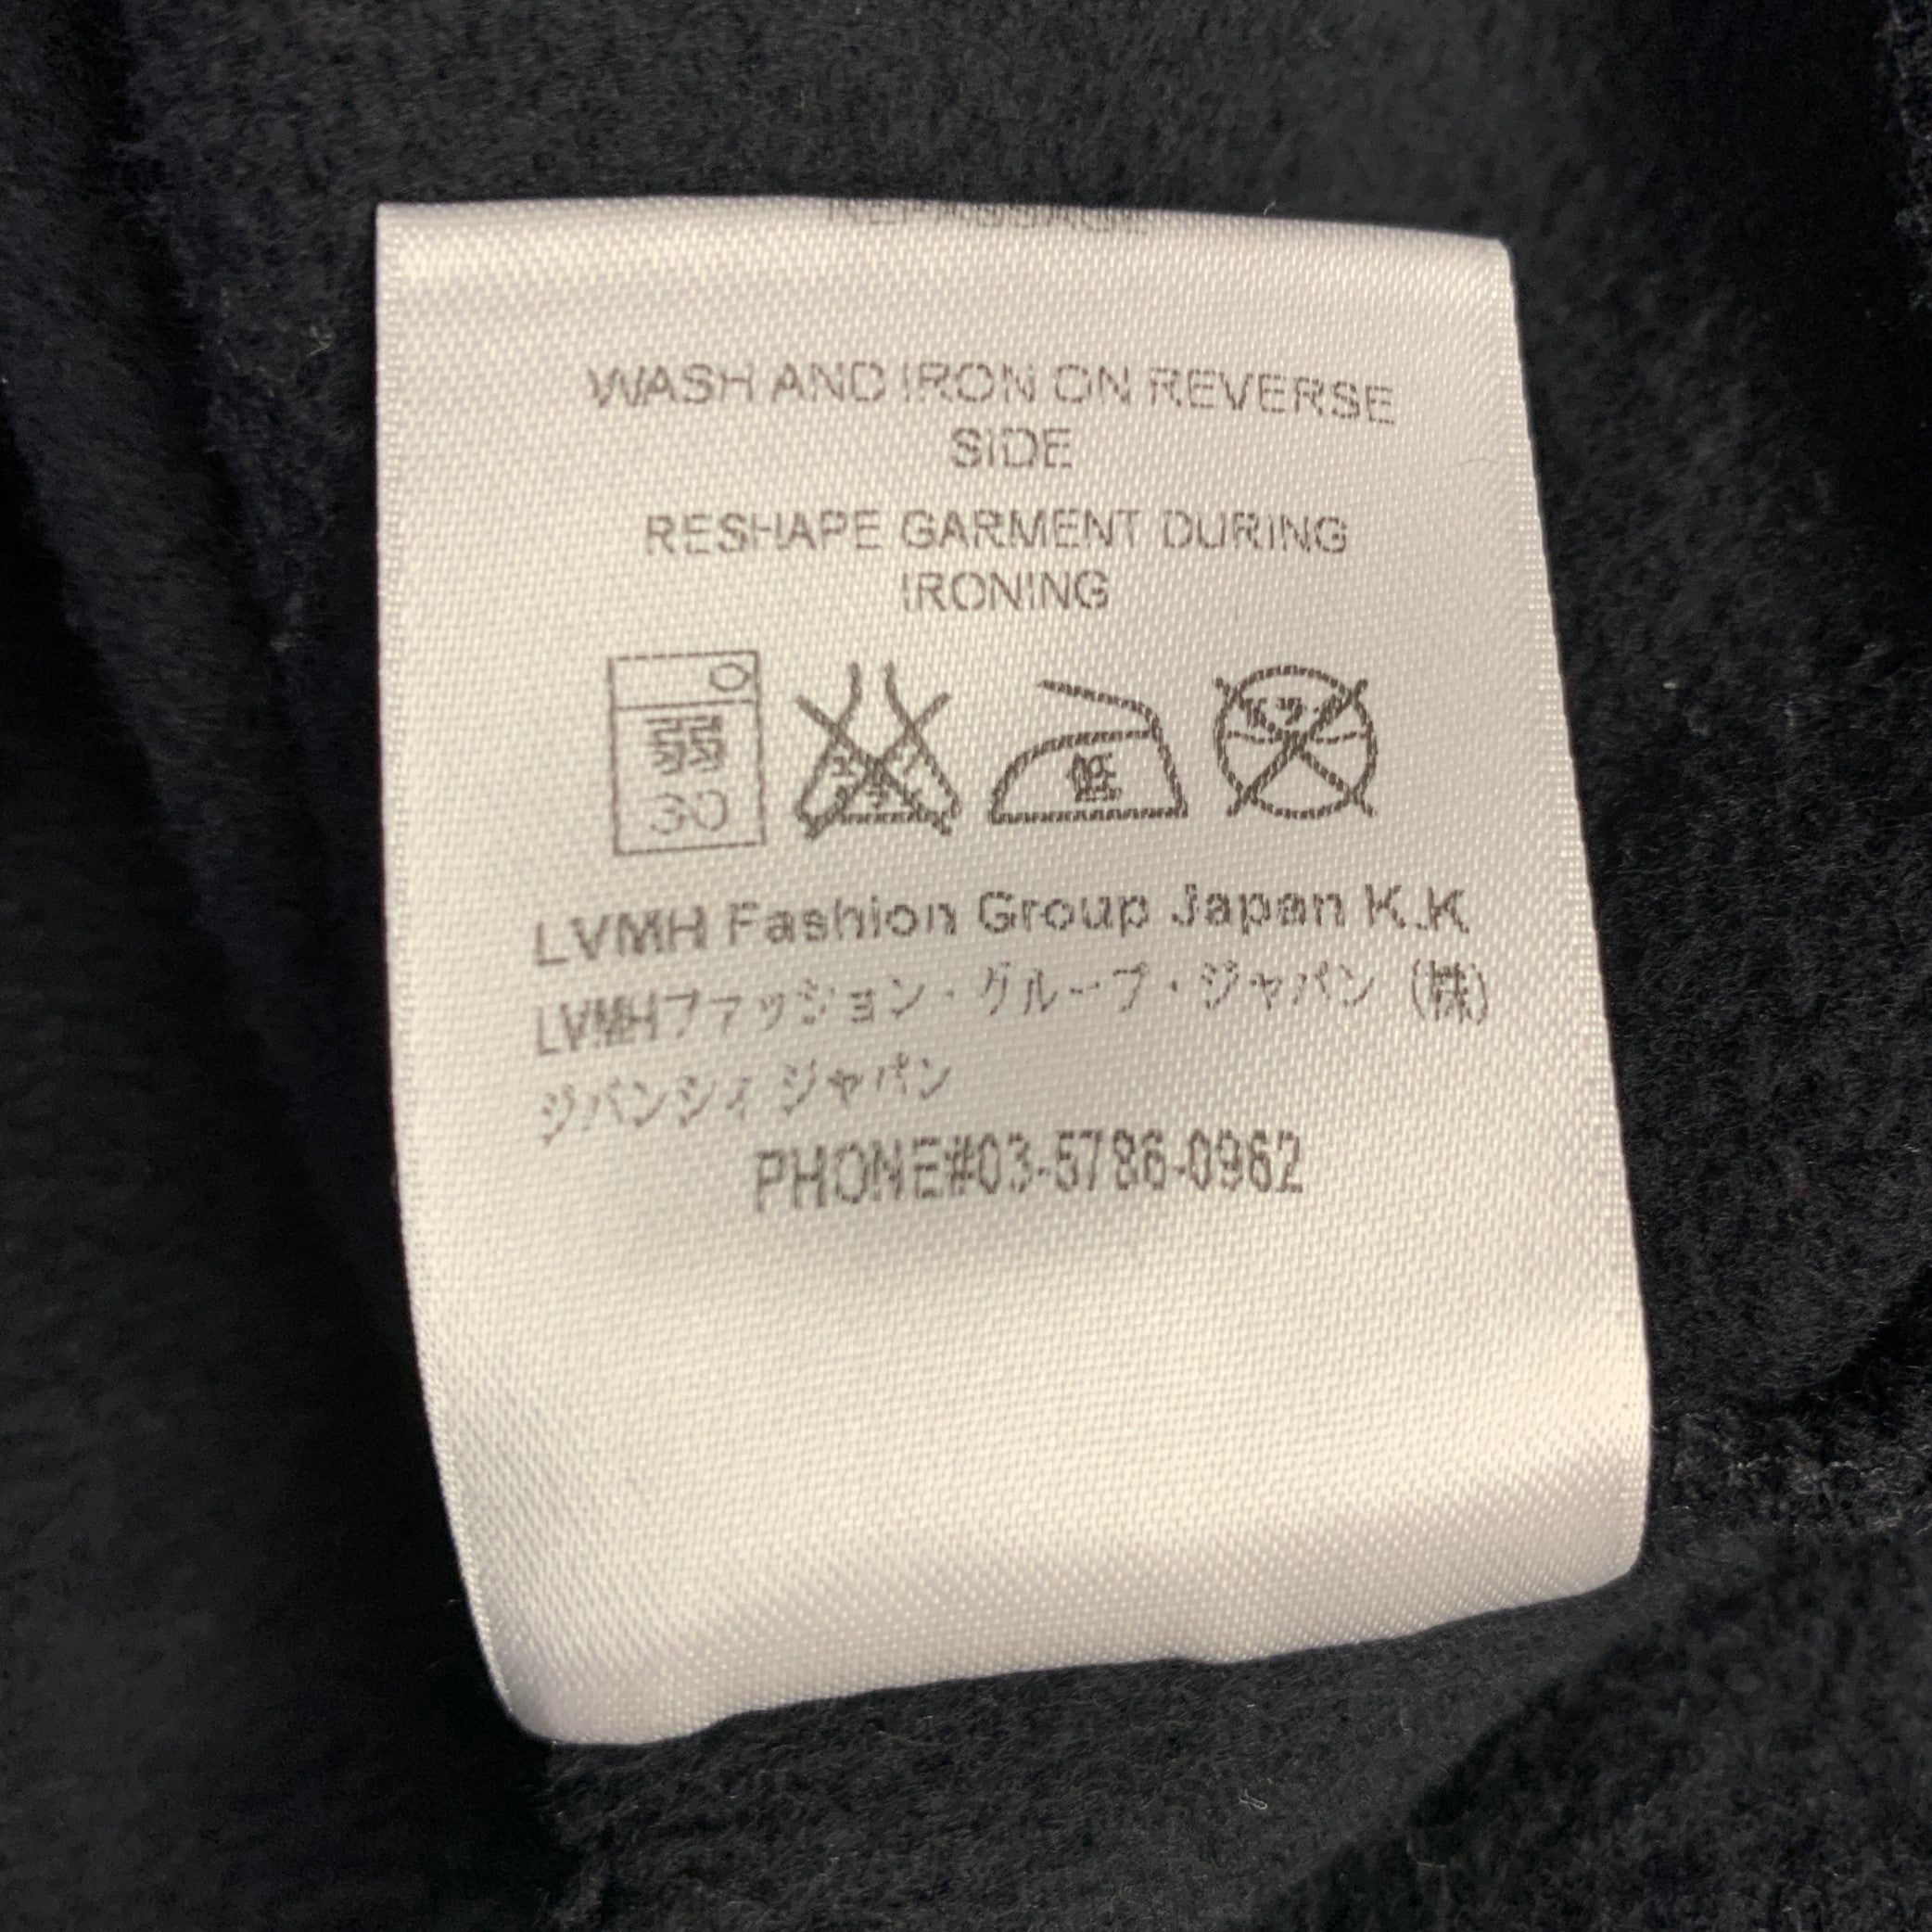 WASH AND IRON ON REVERSE
SIDE
RESHAPE GARMENT DURING
IRONING
弱
30
低
LVMH Fashion Group Japan K.K
LVMHファッション・グループ・ジャパン (株)
ジバンシィ ジャパン
PHONE#03-5786-0962